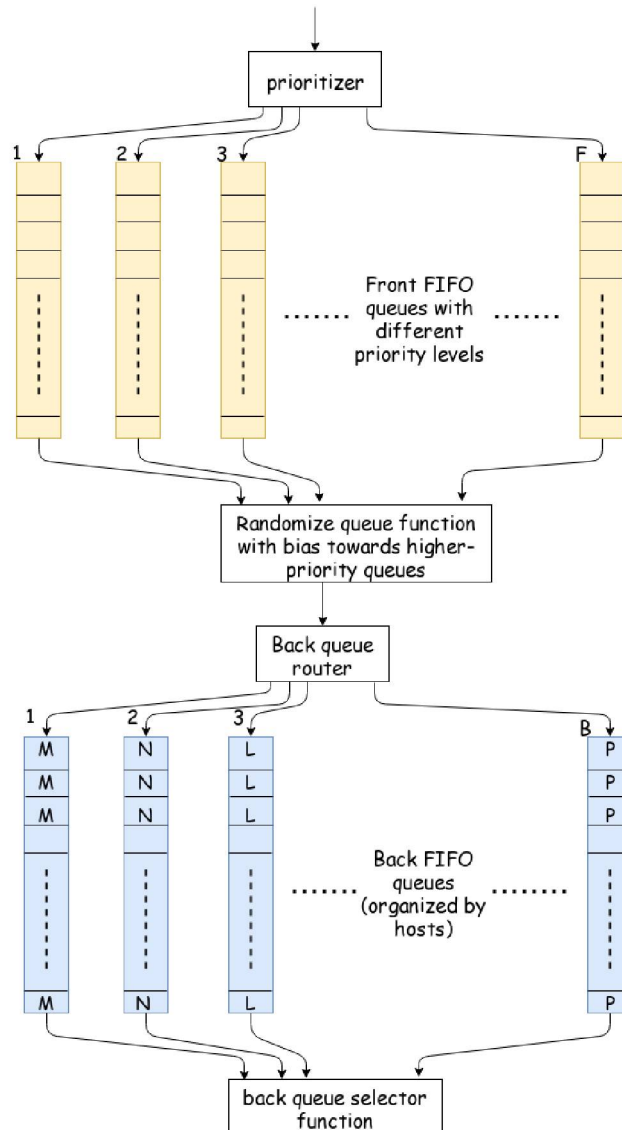 prioritizer
1
2
3
F
Front FIFO
queues with
different
priority levels
Randomize queue function
with bias towards higher-
priority queues
Back queue
router
1
2
3
B
M
N
L
P
M
N
L
P
M
N
L
P
Back FIFO
queues
(organized by
hosts)
M
N
L
P
back queue selector
function